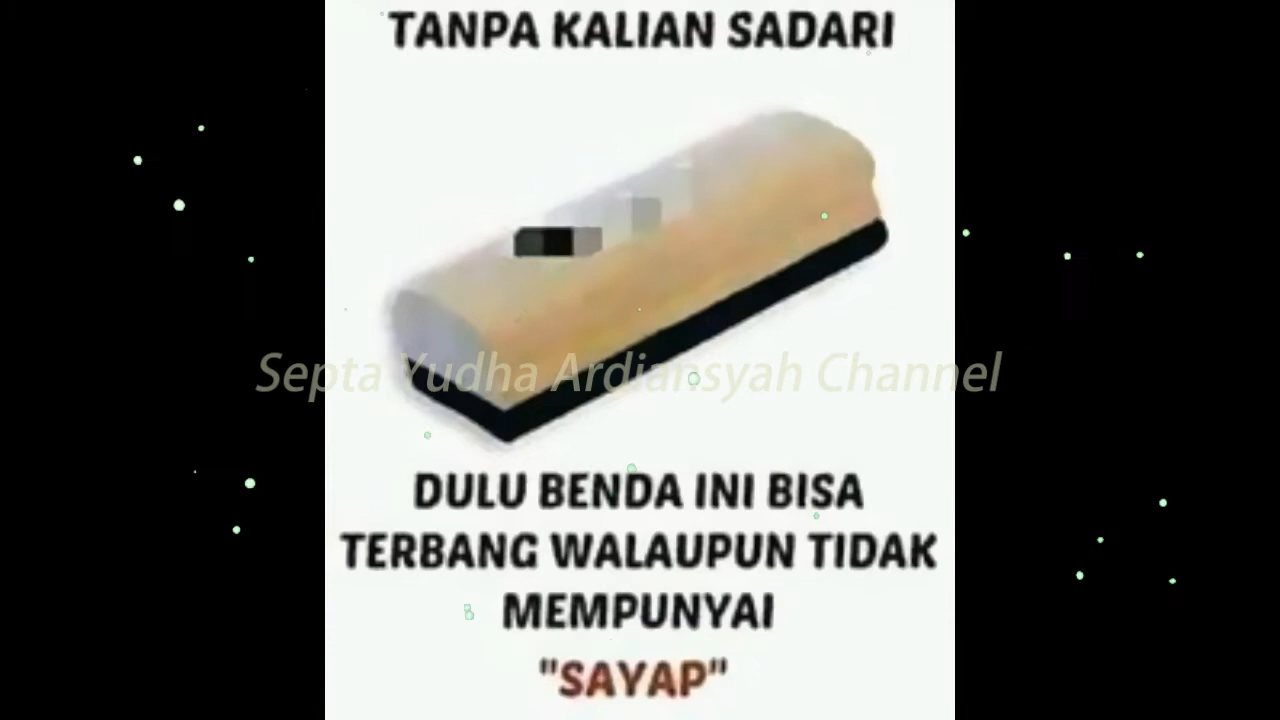 TANPA KALIAN SADARI
Septa Yudha Ardiansyah Channel
DULU BENDA INI BISA
TERBANG WALAUPUN TIDAK
MEMPUNYAI
"SAYAP"